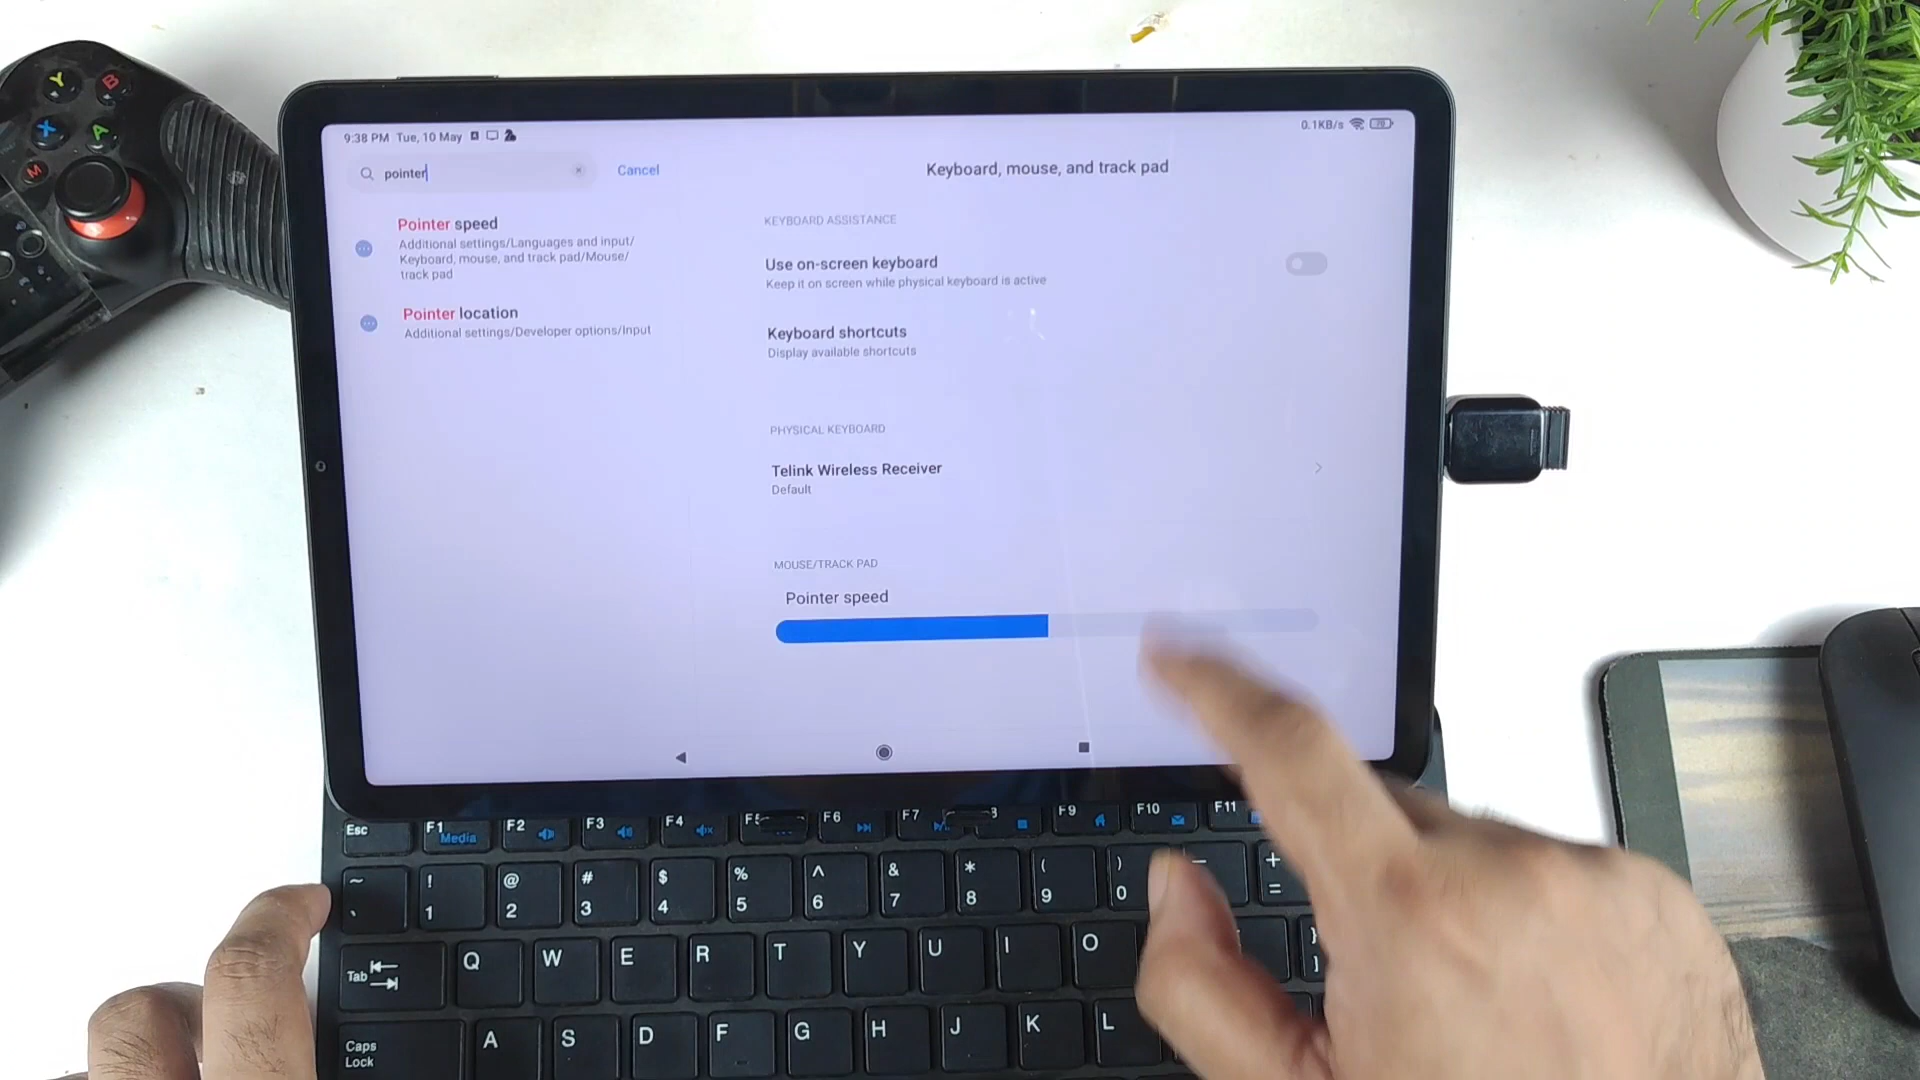 9:38 PM Tue, 10 May
0.1KB/s
70
pointer
Cancel
Keyboard, mouse, and track pad
Pointer speed
Additional settings/Languages and input/
Keyboard, mouse, and track pad/Mouse/
track pad
Pointer location
Additional settings/Developer options/Input
KEYBOARD ASSISTANCE
Use on-screen keyboard
Keep it on screen while physical keyboard is active
Keyboard shortcuts
Display available shortcuts
PHYSICAL KEYBOARD
Telink Wireless Receiver
Default
MOUSE/TRACK PAD
Pointer speed
Y B
X A
M
Esc F1 F2 F3 F4 F5 F6 F7 F9 F10 F11
Media
~ ! @ # $ % ^ & * ( ) _ +
` 1 2 3 4 5 6 7 8 9 0 =
Tab Q W E R T Y U I O }
]
Caps
Lock
A S D F G H J K L